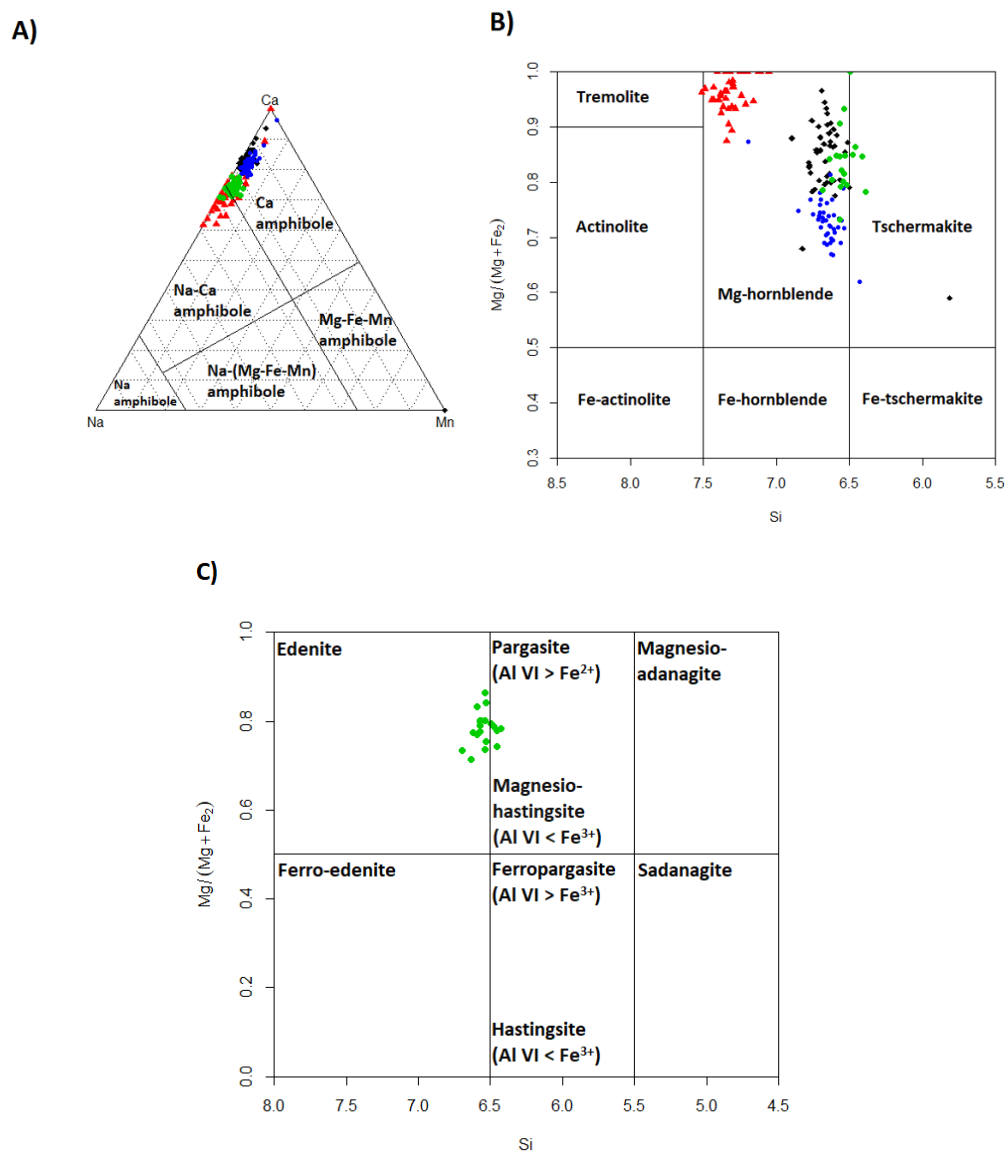 A)
Ca
Ca
amphibole
Na-Ca
amphibole
Mg-Fe-Mn
amphibole
Na-(Mg-Fe-Mn)
amphibole
Na
amphibole
Na
Mn
B)
Mg/(Mg+Fe2)
1.0
0.9
0.8
0.7
0.6
0.5
0.4
0.3
Tremolite
Actinolite
Tschermakite
Mg-hornblende
Fe-actinolite
Fe-hornblende
Fe-tschermakite
8.5
8.0
7.5
7.0
6.5
6.0
5.5
Si
C)
Mg/(Mg+Fe2)
1.0
0.8
0.6
0.4
0.2
0.0
Edenite
Pargasite
(Al VI > Fe2+)
Magnesio-
adanagite
Magnesio-
hastingsite
(Al VI < Fe3+)
Ferro-edenite
Ferropargasite
(Al VI > Fe3+)
Sadanagite
Hastingsite
(Al VI < Fe3+)
8.0
7.5
7.0
6.5
6.0
5.5
5.0
4.5
Si